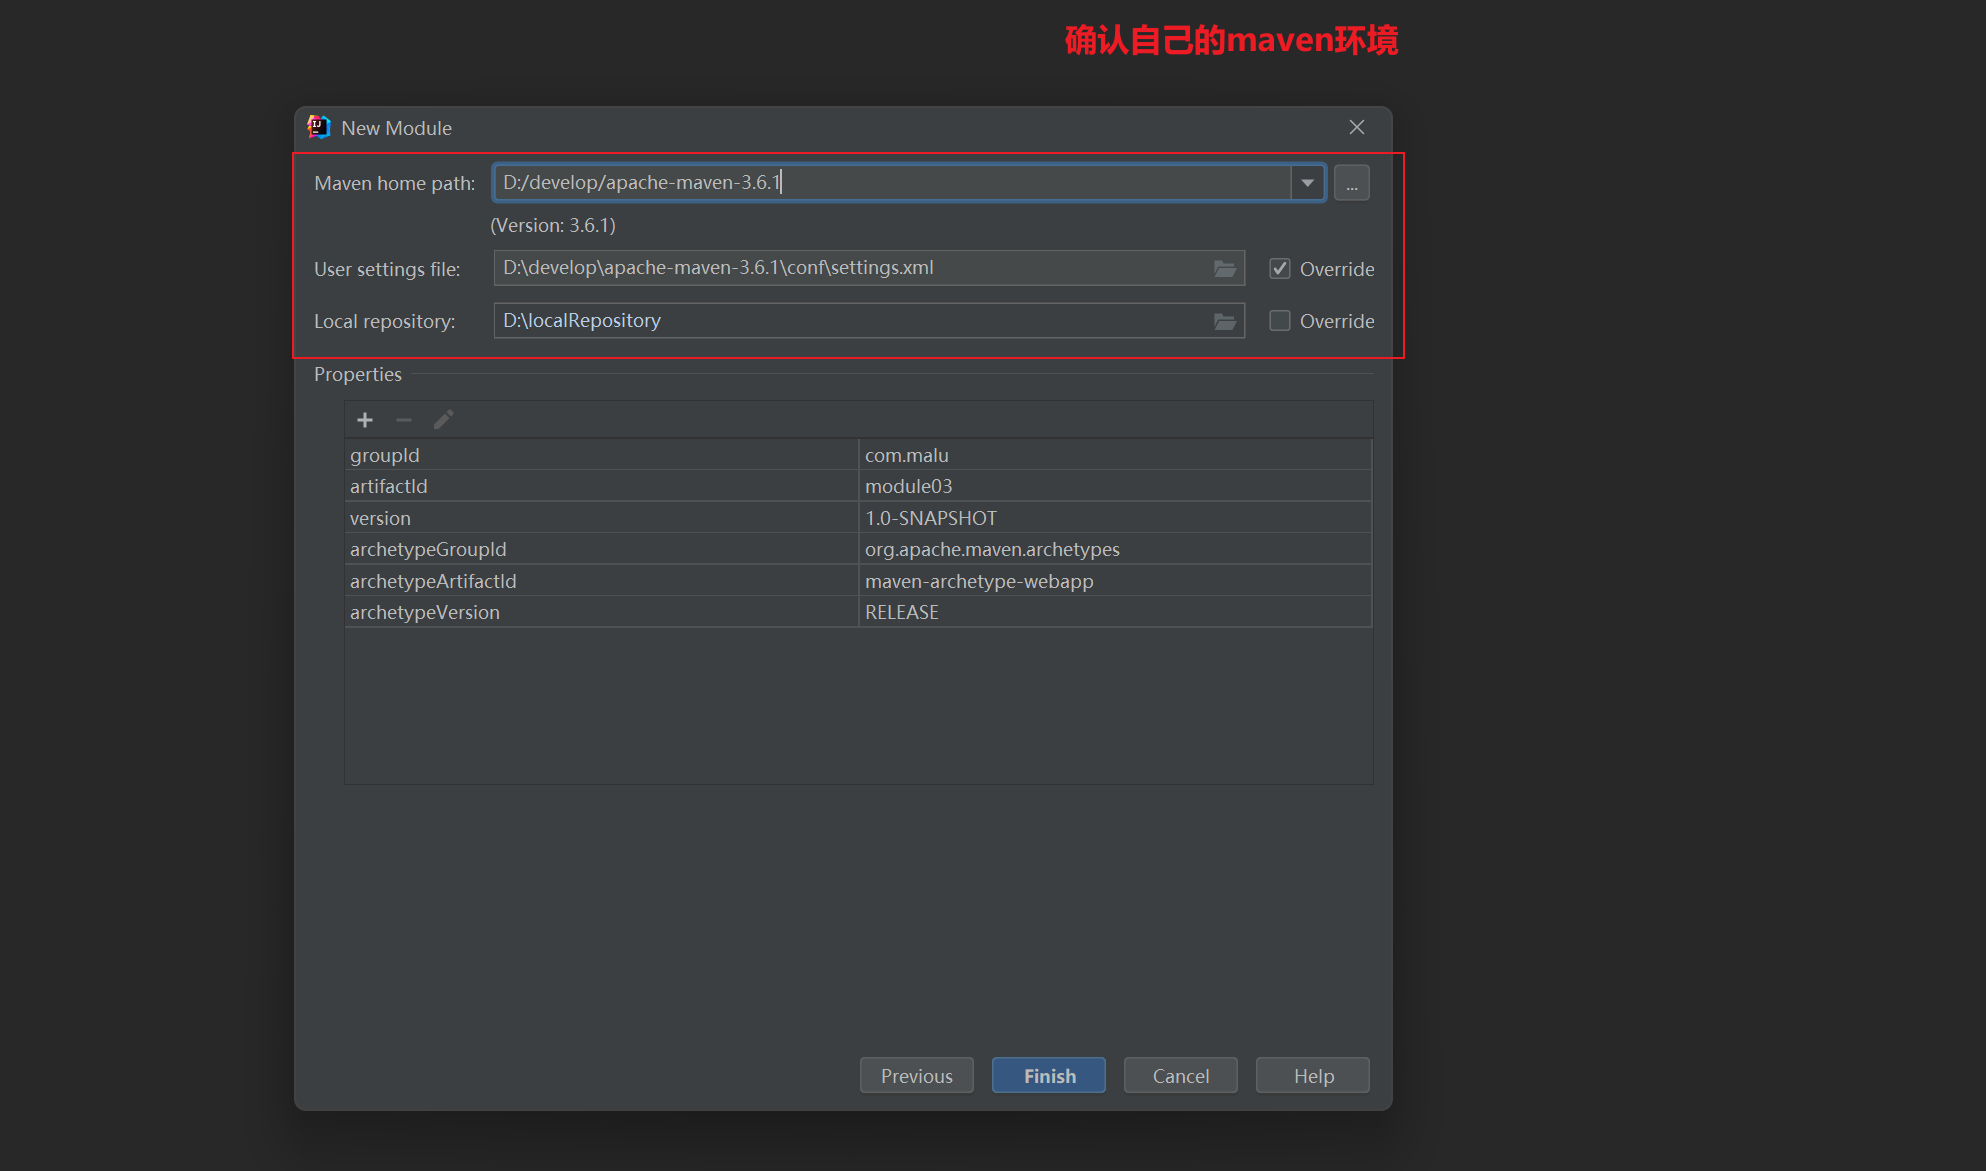 确认自己的maven环境
New Module
Maven home path: D:/develop/apache-maven-3.6.1 ...
(Version: 3.6.1)
User settings file: D:\develop\apache-maven-3.6.1\conf\settings.xml Override
Local repository: D:\localRepository Override
Properties
groupId com.malu
artifactId module03
version 1.0-SNAPSHOT
archetypeGroupId org.apache.maven.archetypes
archetypeArtifactId maven-archetype-webapp
archetypeVersion RELEASE
Previous Finish Cancel Help